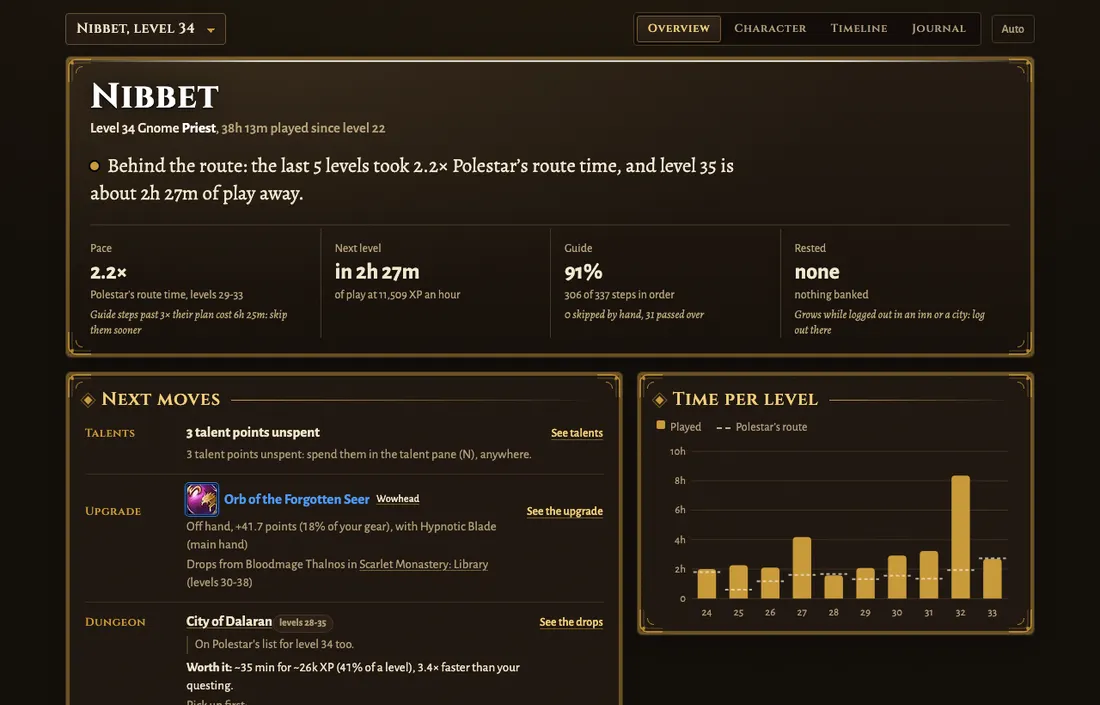 Nibbet, Level 34
Overview
Character
Timeline
Journal
Auto
Nibbet
Level 34 Gnome Priest, 38h 13m played since level 22
Behind the route: the last 5 levels took 2.2× Polestar's route time, and level 35 is
about 2h 27m of play away.
Pace
2.2×
Polestar's route time, levels 29-33
Guide steps past 3× their plan cost 6h 25m: skip
them sooner
Next level
in 2h 27m
of play at 11,509 XP an hour
Guide
91%
306 of 337 steps in order
0 skipped by hand, 31 passed over
Rested
none
nothing banked
Grows while logged out in an inn or a city: log
out there
Next moves
Talents
3 talent points unspent
See talents
3 talent points unspent: spend them in the talent pane (N), anywhere.
Upgrade
Orb of the Forgotten Seer Wowhead
See the upgrade
Off hand, +41.7 points (18% of your gear), with Hypnotic Blade
(main hand)
Drops from Bloodmage Thalnos in Scarlet Monastery: Library
(levels 30-38)
Dungeon
City of Dalaran levels 28-35
See the drops
On Polestar's list for level 34 too.
Worth it: ~35 min for ~26k XP (41% of a level), 3.4× faster than your
questing.
Pick up first:
Time per level
Played
Polestar's route
10h
8h
6h
4h
2h
0
24 25 26 27 28 29 30 31 32 33